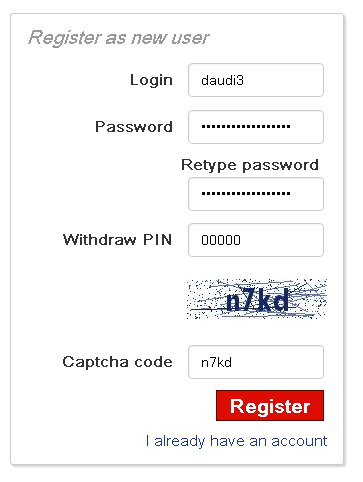 Register as new user
Login daudi3
Password ••••••••••••••••••
Retype password
••••••••••••••••••
Withdraw PIN 00000
n7kd
Captcha code n7kd
Register
I already have an account